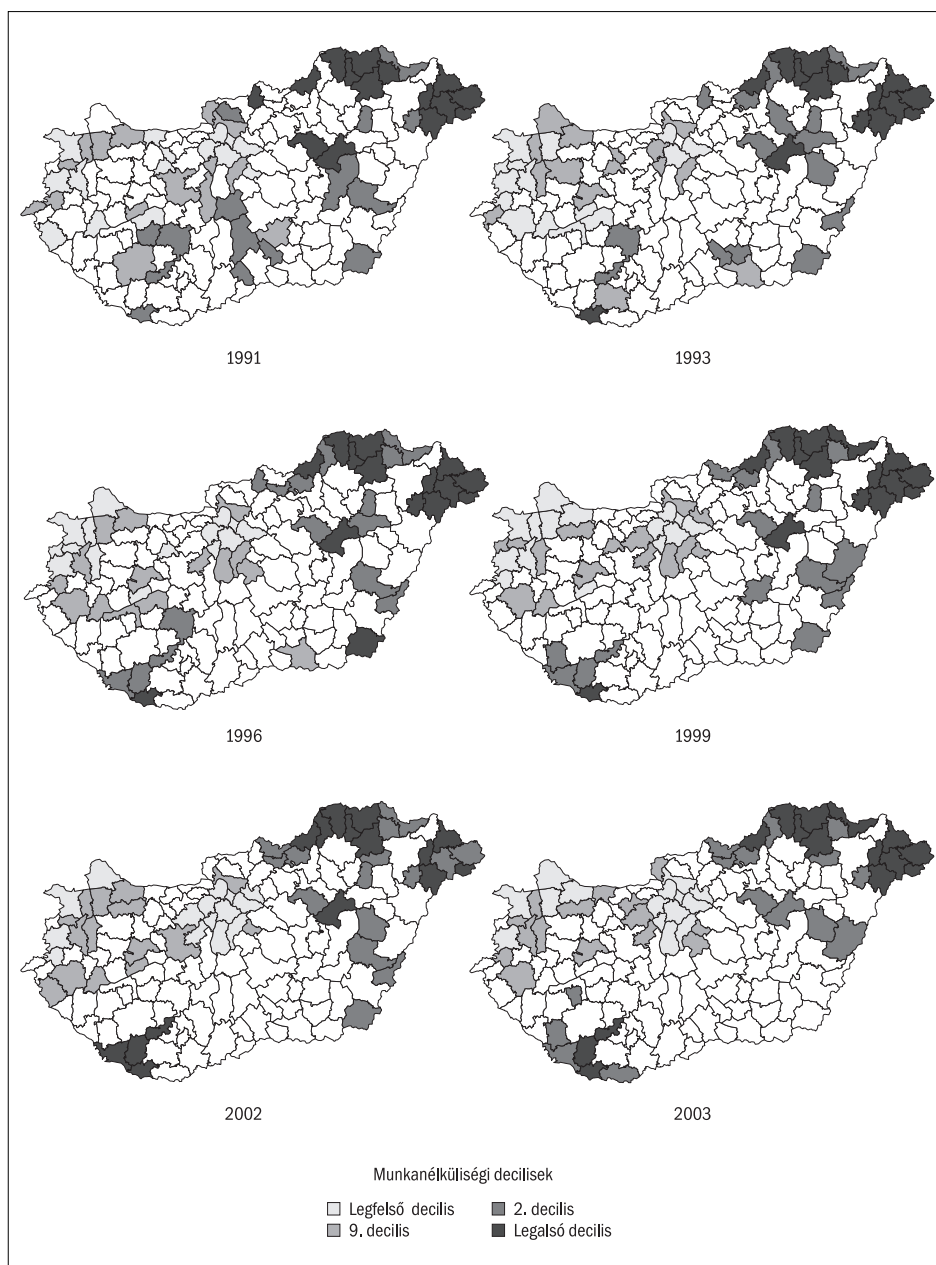 1991
1993
1996
1999
2002
2003
Munkanélküliségi decilisek
Legfelső decilis
2. decilis
9. decilis
Legalsó decilis